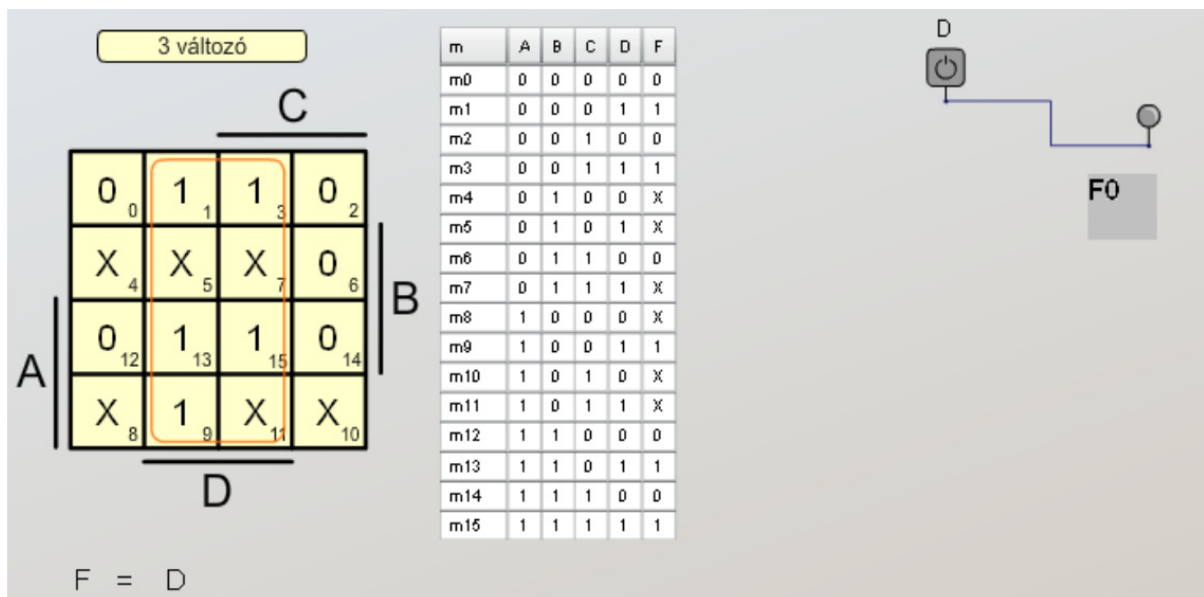 3 változó
C
0 0 1 1 1 3 0 2
X 4 X 5 X 7 0 6
B
0 12 1 13 1 15 0 14
A
X 8 1 9 X 11 X 10
D
F = D
m A B C D F
m0 0 0 0 0 0
m1 0 0 0 1 1
m2 0 0 1 0 0
m3 0 0 1 1 1
m4 0 1 0 0 X
m5 0 1 0 1 X
m6 0 1 1 0 0
m7 0 1 1 1 X
m8 1 0 0 0 X
m9 1 0 0 1 1
m10 1 0 1 0 X
m11 1 0 1 1 X
m12 1 1 0 0 0
m13 1 1 0 1 1
m14 1 1 1 0 0
m15 1 1 1 1 1
D
F0